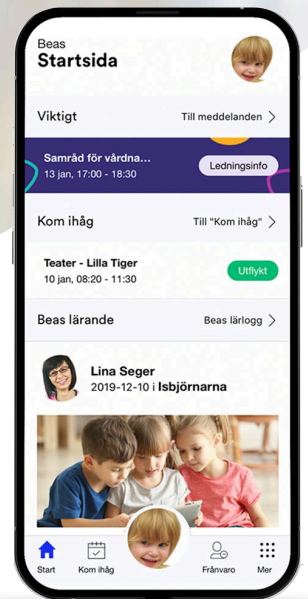 Beas
Startsida
Viktigt
Till meddelanden
Samråd för vårdna...
13 jan, 17:00 - 18:30
Ledningsinfo
Kom ihåg
Till "Kom ihåg"
Teater - Lilla Tiger
10 jan, 08:20 - 11:30
Utflykt
Beas lärande
Beas lärlogg
Lina Seger
2019-12-10 i Isbjörnarna
Start
Kom ihåg
Frånvaro
Mer